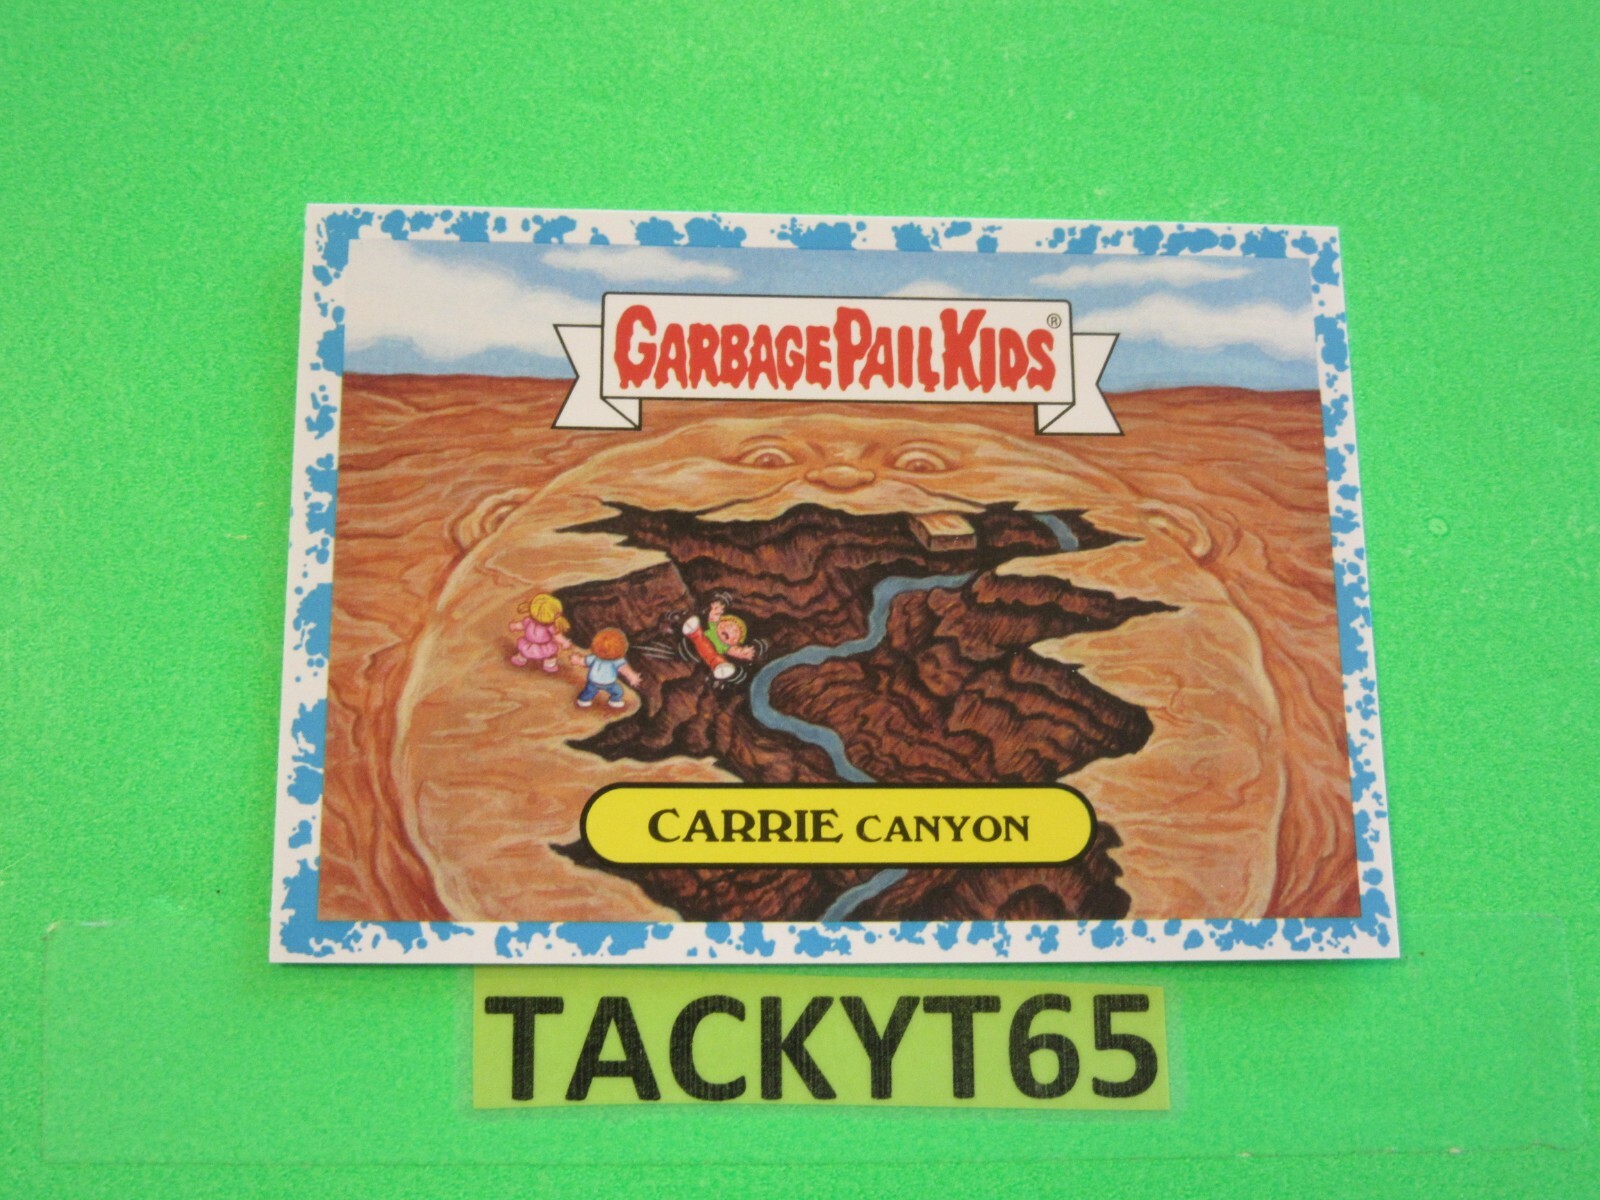 GARBAGE PAIL KIDS®
CARRIE CANYON
TACKYT65